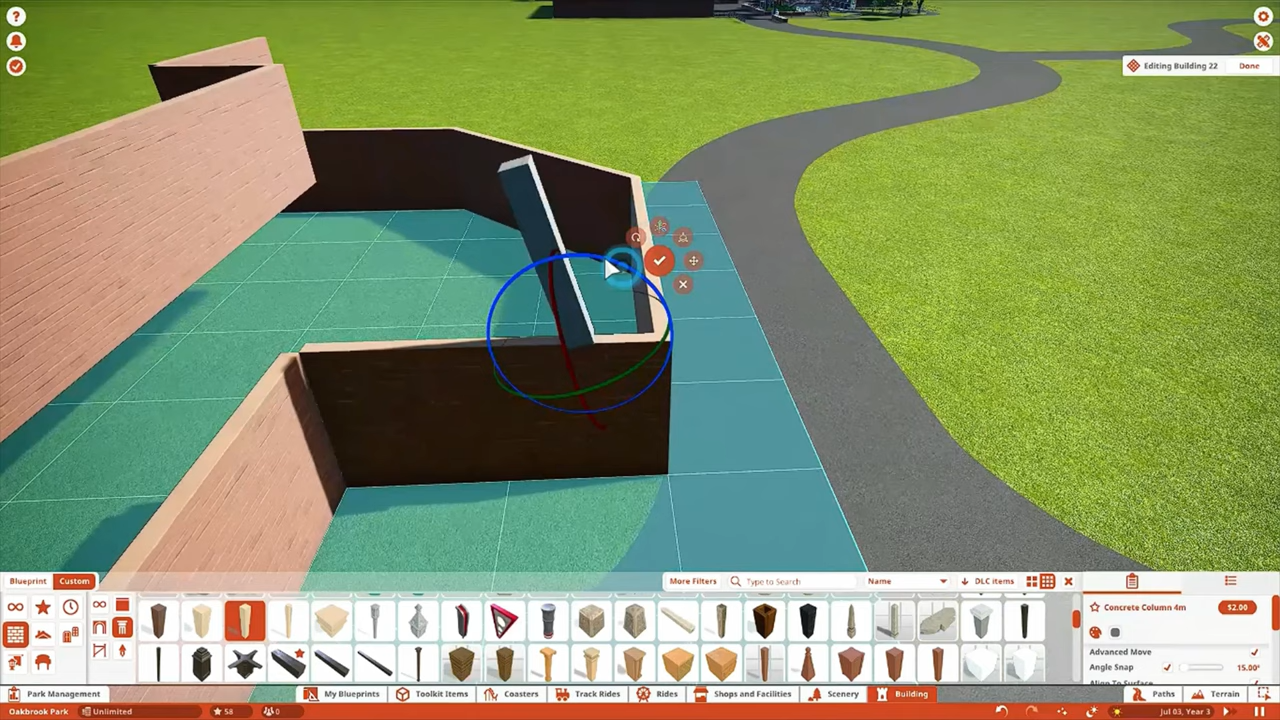 ?
Editing Building 22 Done
Blueprint Custom
More Filters Type to Search Name DLC items
Concrete Column 4m $2.00
Advanced Move
Angle Snap 15.00°
Park Management My Blueprints Toolkit Items Coasters Track Rides Rides Shops and Facilities Scenery Building Paths Terrain
Oakbrook Park Unlimited 58 0 Jul 03, Year 3